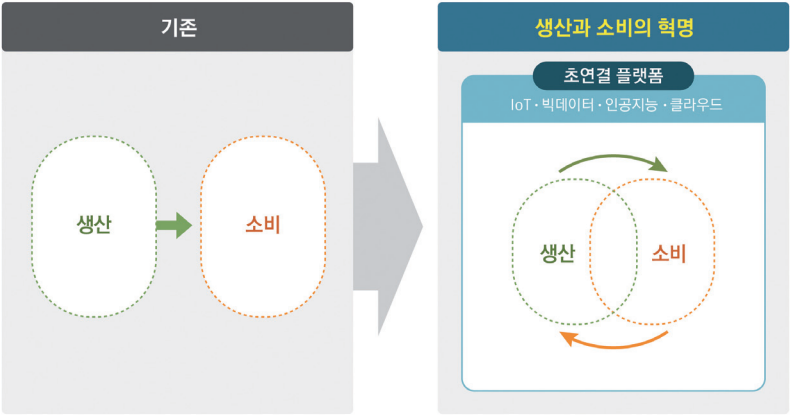 기존
생산
소비
생산과 소비의 혁명
초연결 플랫폼
IoT·빅데이터·인공지능·클라우드
생산
소비